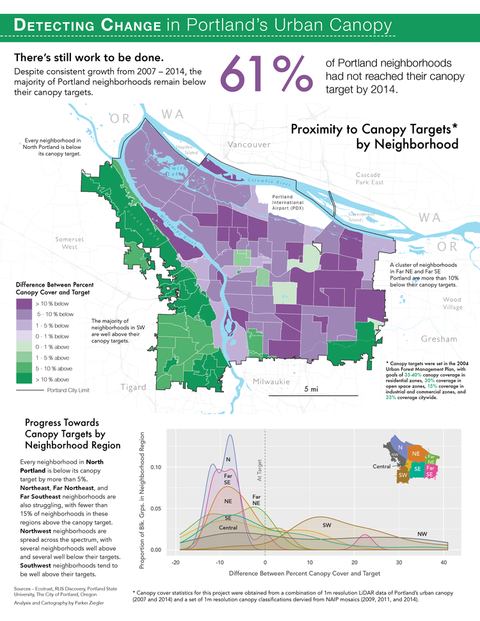 DETECTING CHANGE in Portland's Urban Canopy
There's still work to be done.
Despite consistent growth from 2007 – 2014, the
majority of Portland neighborhoods remain below
their canopy targets.
61%
of Portland neighborhoods
had not reached their canopy
target by 2014.
Proximity to Canopy Targets*
by Neighborhood
OR
WA
Vancouver
Every neighborhood in
North Portland is below
its canopy target.
Columbia River
Cascade
Park East
Portland
International
Airport (PDX)
WA
OR
Somerset
West
A cluster of neighborhoods
in Far NE and Far SE
Portland are more than 10%
below their canopy targets.
Wood
Village
Gresham
Difference Between Percent
Canopy Cover and Target
> 10 % below
5 - 10 % below
1 - 5 % below
0 - 1 % below
0 - 1 % above
1 - 5 % above
5 - 10 % above
> 10 % above
Portland City Limit
The majority of
neighborhoods in SW
are well above their
canopy targets.
Tigard
Milwaukie
5 mi
* Canopy targets were set in the 2004
Urban Forest Management Plan, with
goals of 35-40% canopy coverage in
residential zones, 30% coverage in
open space zones, 15% coverage in
industrial and commercial zones, and
33% coverage citywide.
Progress Towards
Canopy Targets by
Neighborhood Region
Every neighborhood in North
Portland is below its canopy
target by more than 5%.
Northeast, Far Northeast, and
Far Southeast neighborhoods are
also struggling, with fewer than
15% of neighborhoods in these
regions above the canopy target.
Northwest neighborhoods are
spread across the spectrum, with
several neighborhoods well above
and several well below their targets.
Southwest neighborhoods tend to
be well above their targets.
Proportion of Blk. Grps. in Neighborhood Region
0.10
0.05
0.00
N
Far
SE
NE
Far
NE
SE
Central
SW
NW
At Target
-20
-10
0
10
20
30
40
Difference Between Percent Canopy Cover and Target
N
NW
NE
Far
NE
Central
SE
Far
SE
SW
Sources – Ecotrust, RLIS Discovery, Portland State
University, The City of Portland, Oregon
Analysis and Cartography by Parker Ziegler
* Canopy cover statistics for this project were obtained from a combination of 1m resolution LiDAR data of Portland's urban canopy
(2007 and 2014) and a set of 1m resolution canopy classifications derived from NAIP mosaics (2009, 2011, and 2014).